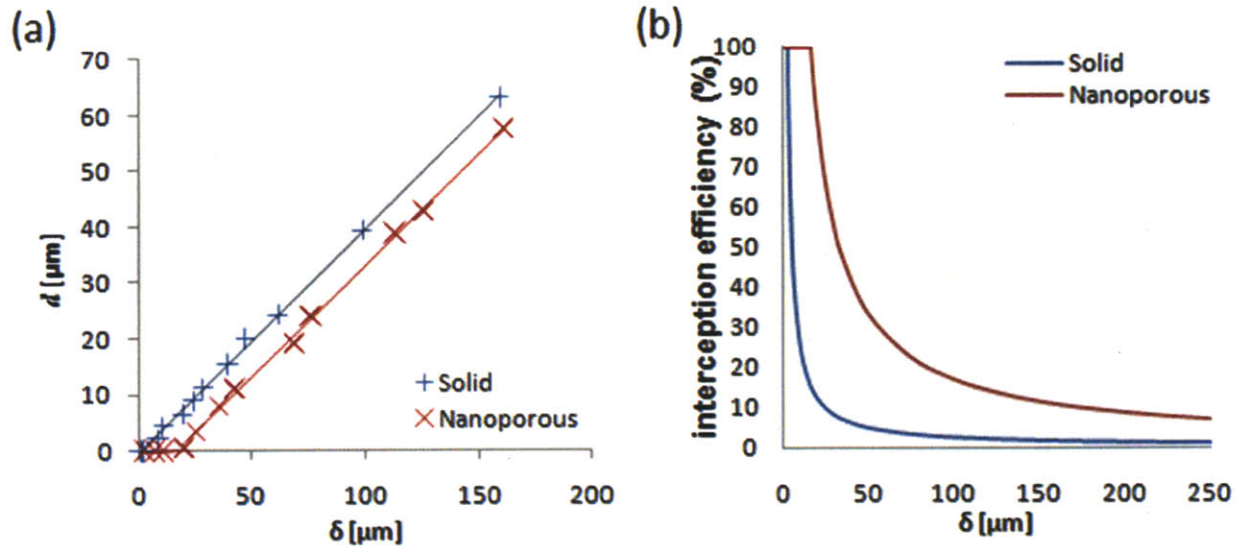 (a)
70
60
50
40
30
20
10
0
d [µm]
Solid
Nanoporous
0 50 100 150 200
δ [µm]
(b)
100
90
80
70
60
50
40
30
20
10
0
interception efficiency (%)
Solid
Nanoporous
0 50 100 150 200 250
δ [µm]